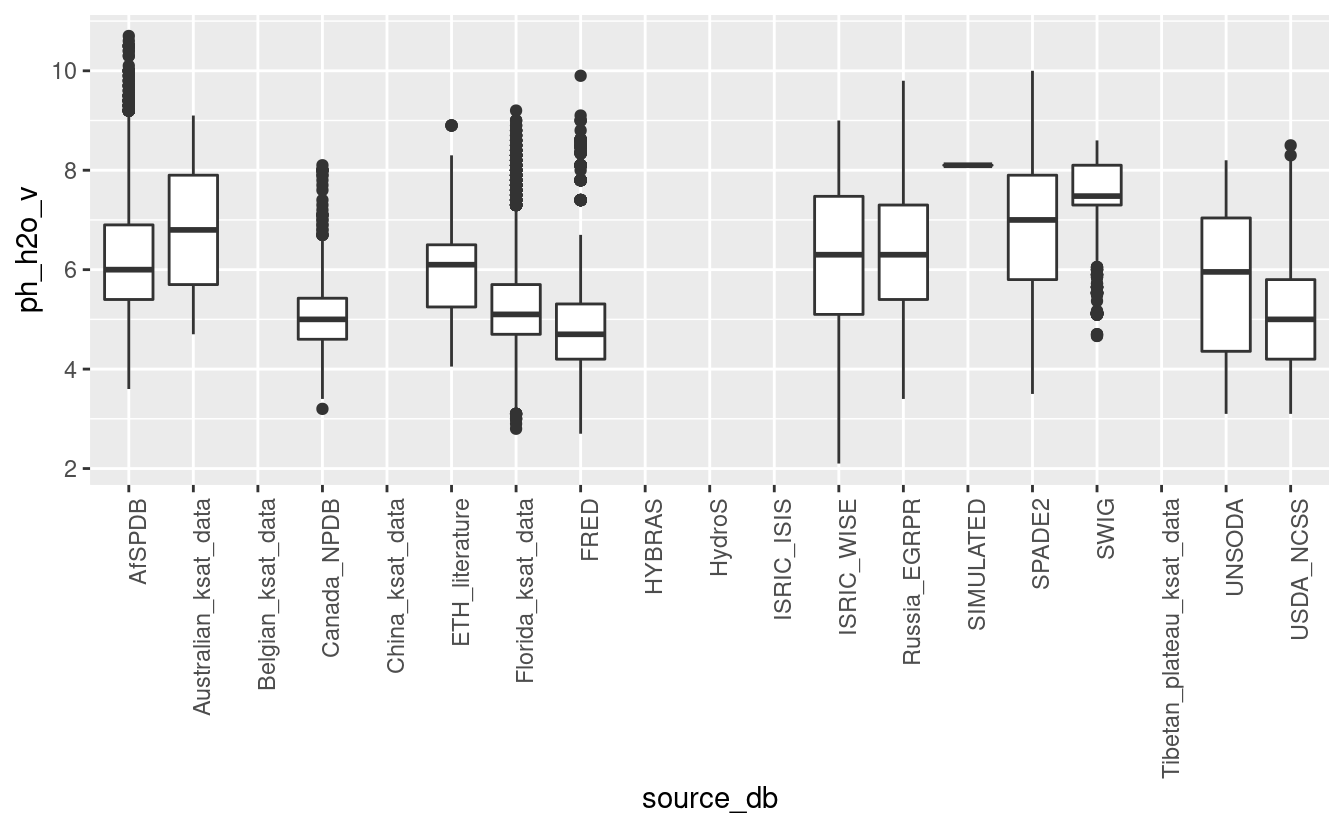 ph_h2o_v
10
8
6
4
2
AfSPDB
Australian_ksat_data
Belgian_ksat_data
Canada_NPDB
China_ksat_data
ETH_literature
Florida_ksat_data
FRED
HYBRAS
HydroS
ISRIC_ISIS
ISRIC_WISE
Russia_EGRPR
SIMULATED
SPADE2
SWIG
Tibetan_plateau_ksat_data
UNSODA
USDA_NCSS
source_db